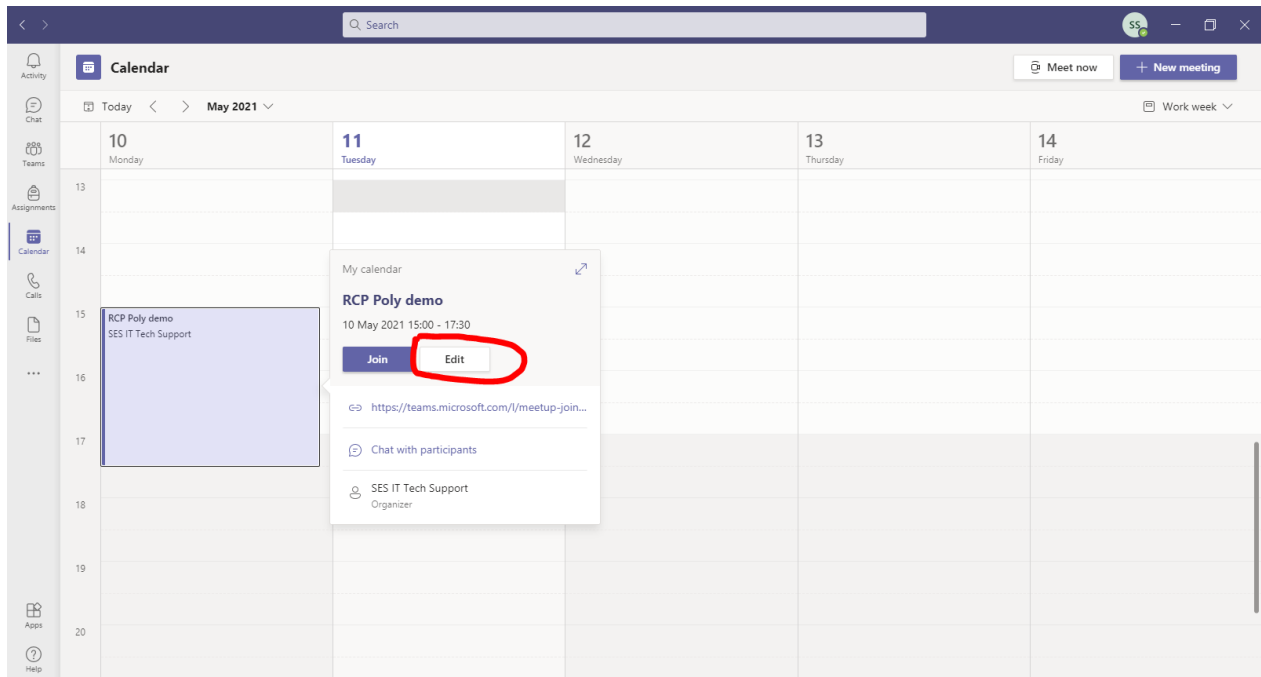 Search
SS
Activity
Chat
Teams
Assignments
Calendar
Calls
Files
Apps
Help
Calendar
Meet now
New meeting
Today
May 2021
Work week
10
Monday
11
Tuesday
12
Wednesday
13
Thursday
14
Friday
13
14
15
16
17
18
19
20
RCP Poly demo
SES IT Tech Support
My calendar
RCP Poly demo
10 May 2021 15:00 - 17:30
Join
Edit
https://teams.microsoft.com/l/meetup-join...
Chat with participants
SES IT Tech Support
Organizer